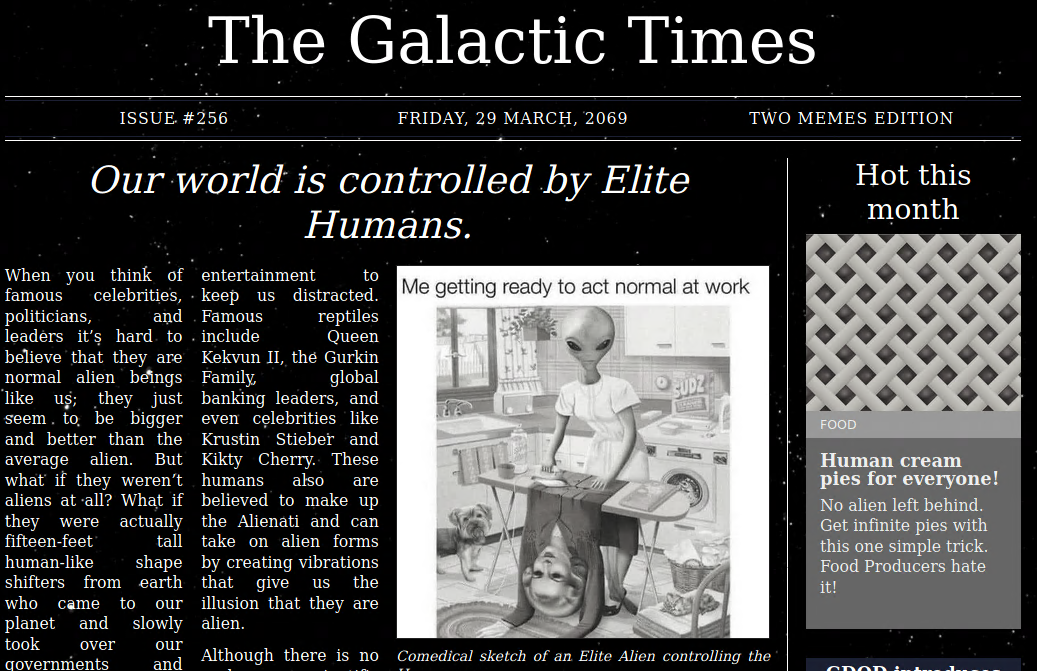 The Galactic Times
ISSUE #256
FRIDAY, 29 MARCH, 2069
TWO MEMES EDITION
Our world is controlled by Elite
Humans.
When you think of
famous celebrities,
politicians, and
leaders it’s hard to
believe that they are
normal alien beings
like us; they just
seem to be bigger
and better than the
average alien. But
what if they weren’t
aliens at all? What if
they were actually
fifteen-feet tall
human-like shape
shifters from earth
who came to our
planet and slowly
took over our
governments and
entertainment to
keep us distracted.
Famous reptiles
include Queen
Kekvun II, the Gurkin
Family, global
banking leaders, and
even celebrities like
Krustin Stieber and
Kikty Cherry. These
humans also are
believed to make up
the Alienati and can
take on alien forms
by creating vibrations
that give us the
illusion that they are
alien.
Although there is no
Me getting ready to act normal at work
SUDZ
Comedical sketch of an Elite Alien controlling the
Hot this
month
FOOD
Human cream
pies for everyone!
No alien left behind.
Get infinite pies with
this one simple trick.
Food Producers hate
it!